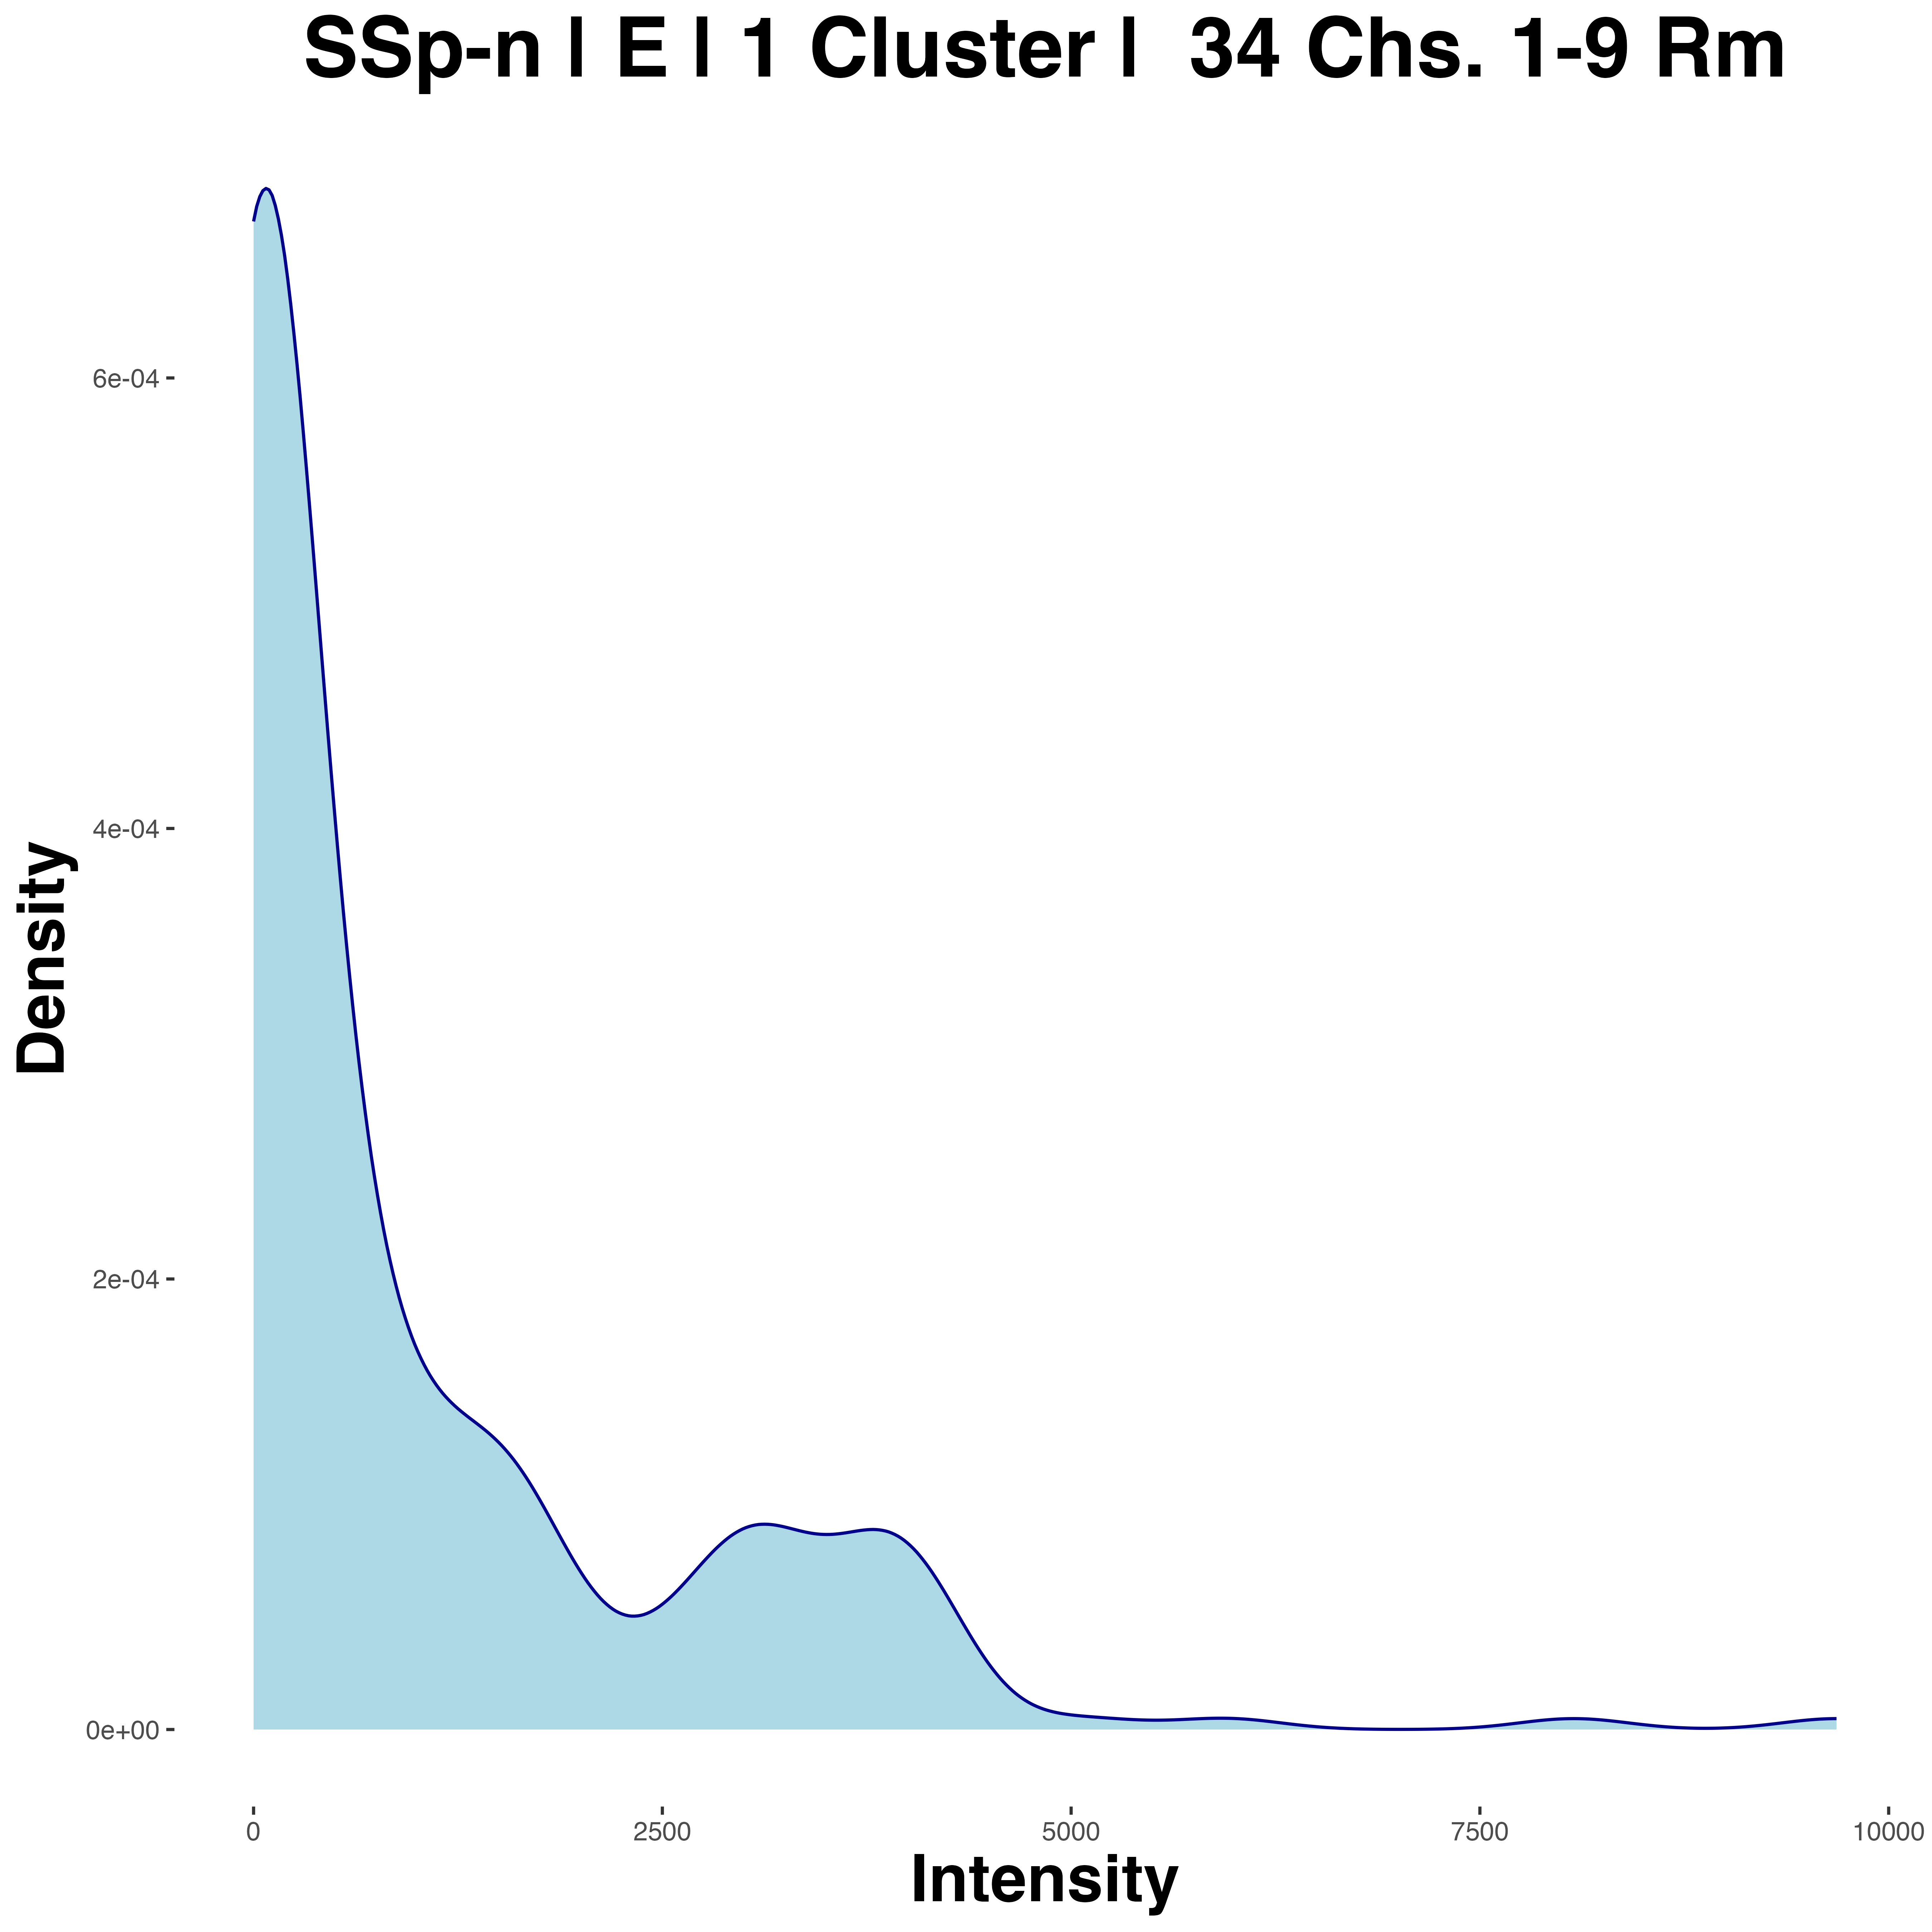 SSp-n | E | 1 Cluster |  34 Chs. 1-9 Rm
6e-04
4e-04
2e-04
0e+00
Density
0 2500 5000 7500 10000
Intensity